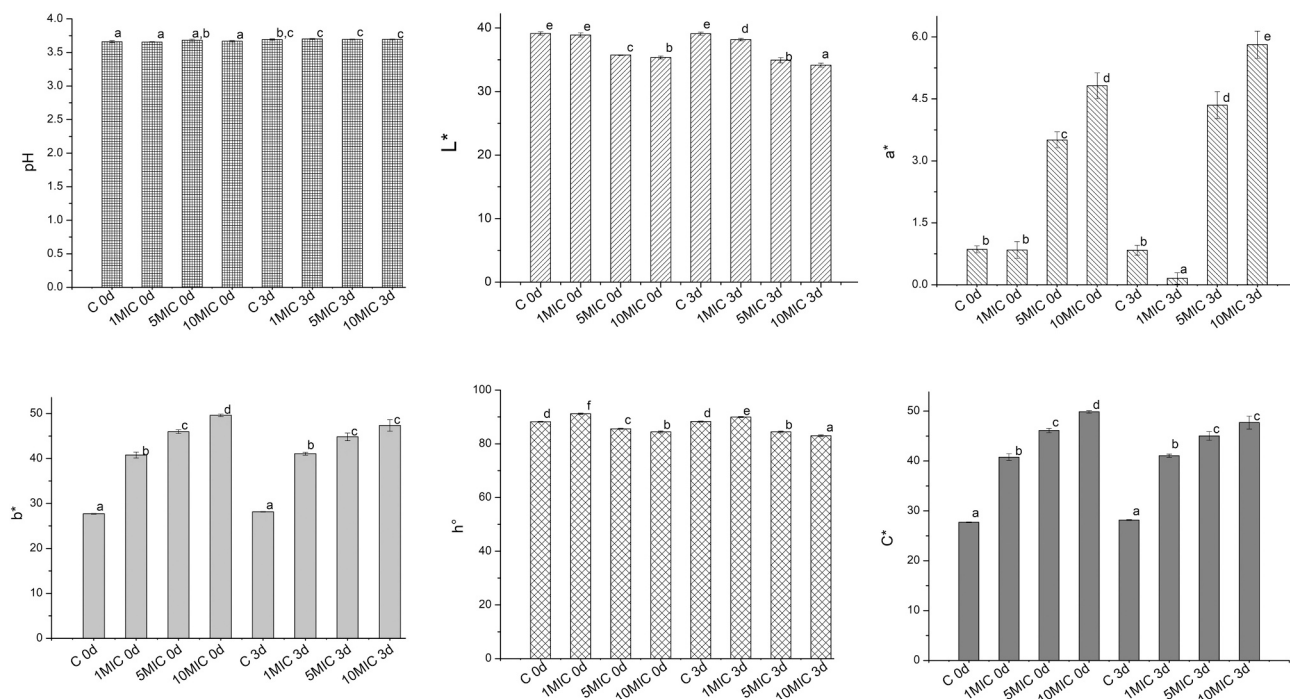 4.0
3.5
3.0
2.5
2.0
1.5
1.0
0.5
0.0
pH
a
a
a,b
a
b,c
c
c
c
C 0d
1MIC 0d
5MIC 0d
10MIC 0d
C 3d
1MIC 3d
5MIC 3d
10MIC 3d
40
30
20
10
0
L*
e
e
c
b
e
d
b
a
C 0d
1MIC 0d
5MIC 0d
10MIC 0d
C 3d
1MIC 3d
5MIC 3d
10MIC 3d
6.0
4.5
3.0
1.5
0.0
a*
b
b
c
d
b
a
d
e
C 0d
1MIC 0d
5MIC 0d
10MIC 0d
C 3d
1MIC 3d
5MIC 3d
10MIC 3d
50
40
30
20
10
0
b*
a
b
c
d
a
b
c
c
C 0d
1MIC 0d
5MIC 0d
10MIC 0d
C 3d
1MIC 3d
5MIC 3d
10MIC 3d
100
80
60
40
20
0
h°
d
f
c
b
d
e
b
a
C 0d
1MIC 0d
5MIC 0d
10MIC 0d
C 3d
1MIC 3d
5MIC 3d
10MIC 3d
50
40
30
20
10
0
C*
a
b
c
d
a
b
c
c
C 0d
1MIC 0d
5MIC 0d
10MIC 0d
C 3d
1MIC 3d
5MIC 3d
10MIC 3d